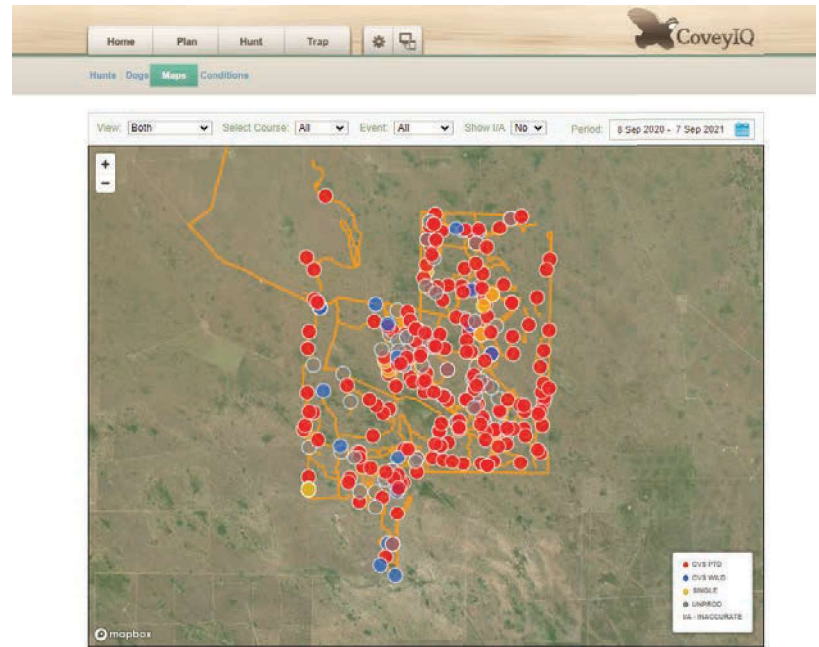 Home Plan Hunt Trap CoveyIQ
Hunts Dogs Maps Conditions
View: Both Select Course: All Event: All Show I/A No Period: 8 Sep 2020 - 7 Sep 2021
+
−
CVS PTD
CVS WILD
SINGLE
UNPROD
I/A - INACCURATE
mapbox